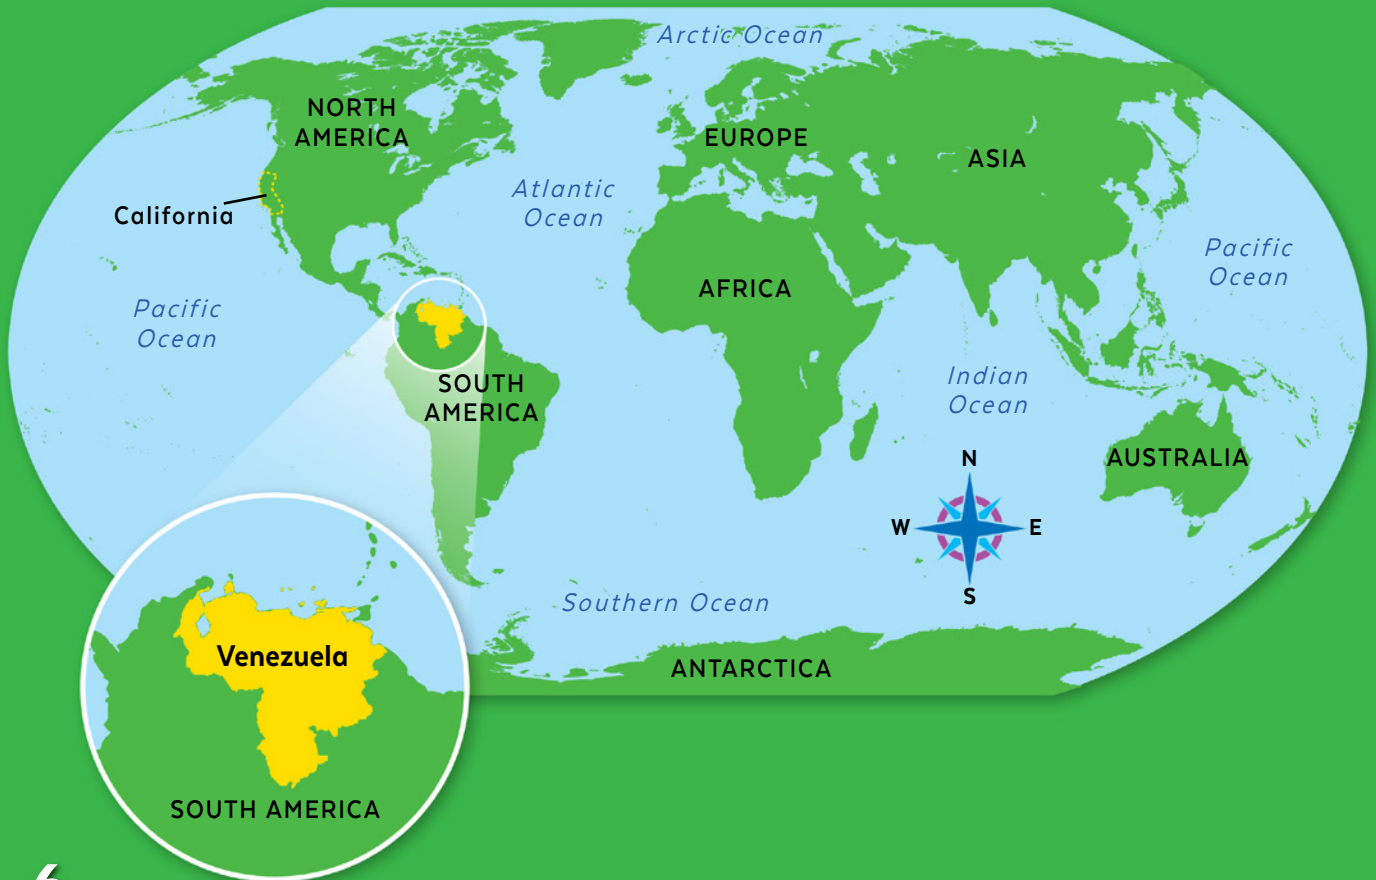 Arctic Ocean
NORTH
AMERICA
EUROPE
ASIA
California
Atlantic
Ocean
Pacific
Ocean
AFRICA
Pacific
Ocean
SOUTH
AMERICA
Indian
Ocean
AUSTRALIA
N
W
E
S
Southern Ocean
ANTARCTICA
Venezuela
SOUTH AMERICA
6